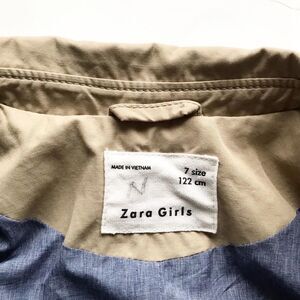 MADE IN VIETNAM
7 size
122 cm
Zara Girls